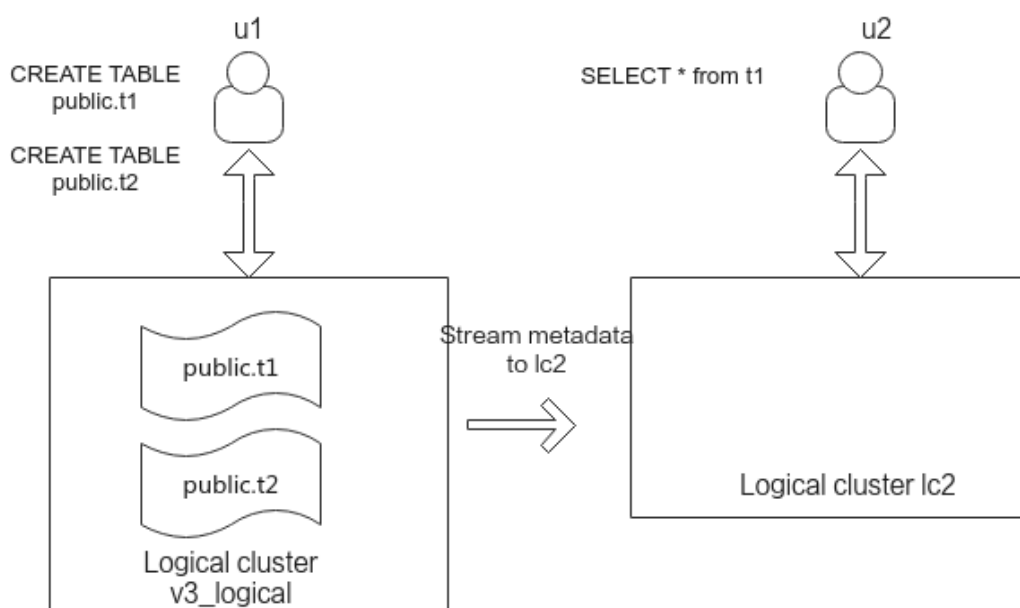 u1
CREATE TABLE
public.t1
CREATE TABLE
public.t2
u2
SELECT * from t1
public.t1
public.t2
Logical cluster
v3_logical
Stream metadata
to lc2
Logical cluster lc2